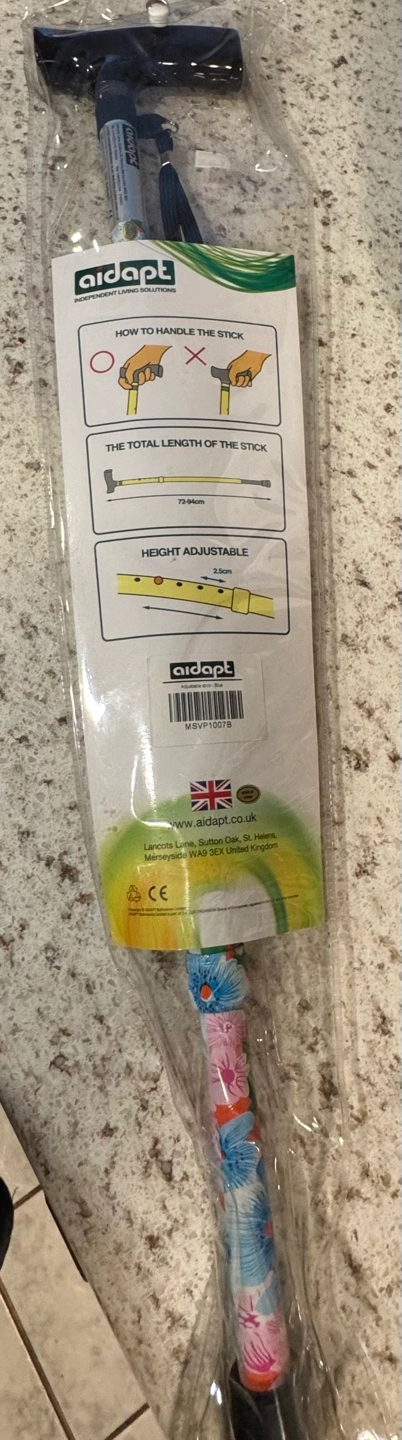 aidapt
aidapt
INDEPENDENT LIVING SOLUTIONS
HOW TO HANDLE THE STICK
THE TOTAL LENGTH OF THE STICK
72-94cm
HEIGHT ADJUSTABLE
2.5cm
aidapt
MSVP1007B
www.aidapt.co.uk
Lancots Lane, Sutton Oak, St. Helens,
Merseyside WA9 3EX United Kingdom
CE